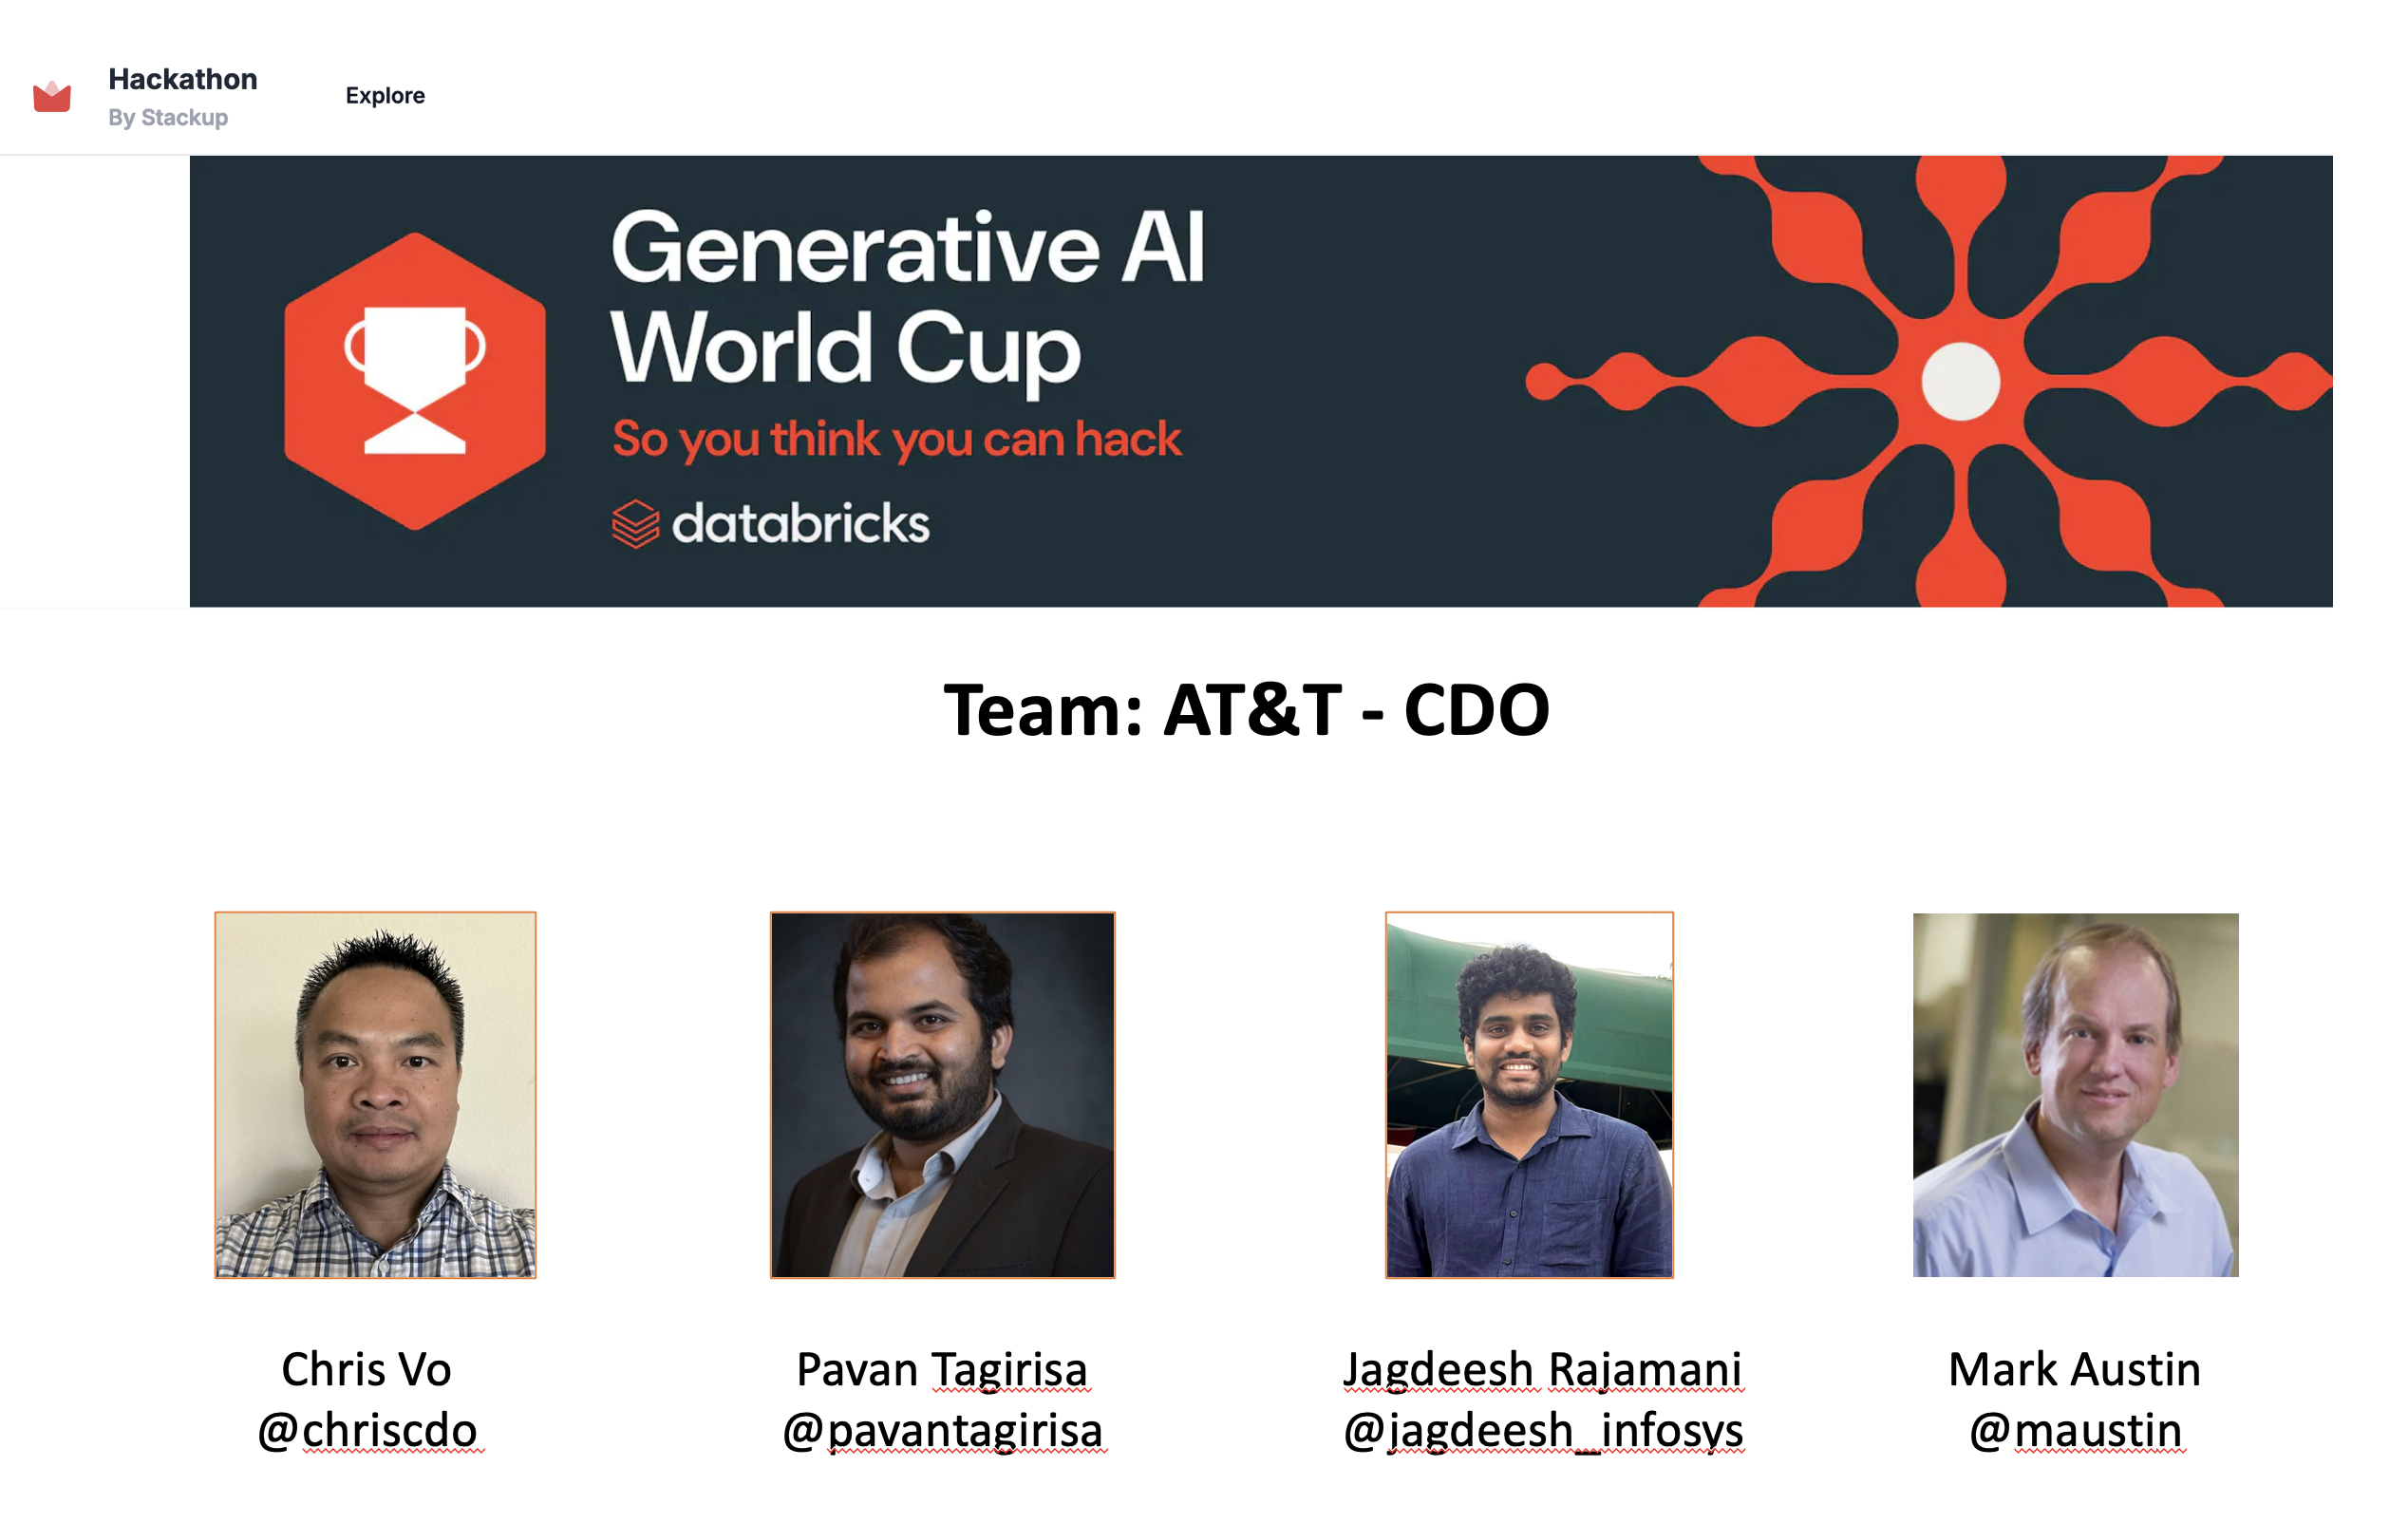 Hackathon
By Stackup
Explore
Generative AI
World Cup
So you think you can hack
databricks
Team: AT&T - CDO
Chris Vo
@chriscdo
Pavan Tagirisa
@pavantagirisa
Jagdeesh Rajamani
@jagdeesh_infosys
Mark Austin
@maustin